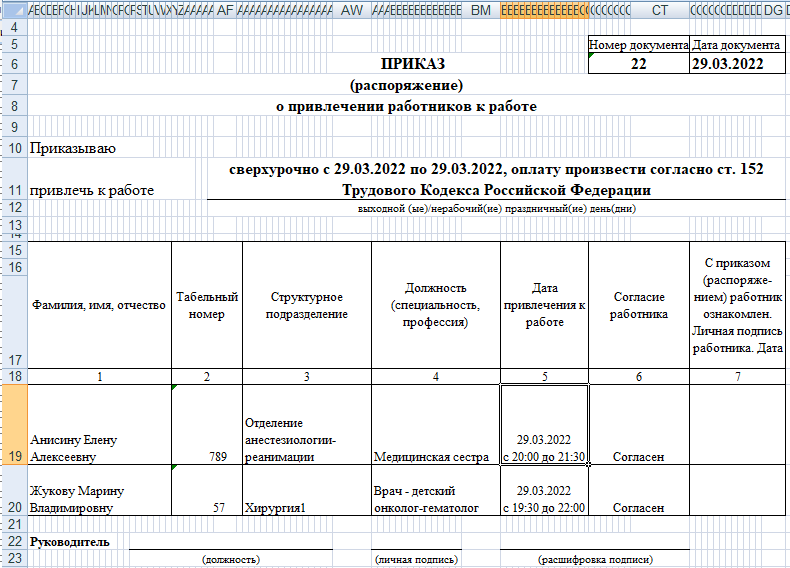 AF AW BM CT DG
4
5 Номер документа Дата документа
6 ПРИКАЗ 22 29.03.2022
7 (распоряжение)
8 о привлечении работников к работе
9
10 Приказываю
сверхурочно с 29.03.2022 по 29.03.2022, оплату произвести согласно ст. 152
11 привлечь к работе Трудового Кодекса Российской Федерации
12 выходной (ые)/нерабочий(ие) праздничный(ие) день(дни)
13
14
15
16
17
Фамилия, имя, отчество
Табельный
номер
Структурное
подразделение
Должность
(специальность,
профессия)
Дата
привлечения к
работе
Согласие
работника
С приказом
(распоряже-
нием) работник
ознакомлен.
Личная подпись
работника. Дата
18 1 2 3 4 5 6 7
19
Анисину Елену
Алексеевну
789
Отделение
анестезиологии-
реанимации
Медицинская сестра
29.03.2022
с 20:00 до 21:30
Согласен
20
Жукову Марину
Владимировну
57
Хирургия1
Врач - детский
онколог-гематолог
29.03.2022
с 19:30 до 22:00
Согласен
21
22 Руководитель
23 (должность) (личная подпись) (расшифровка подписи)